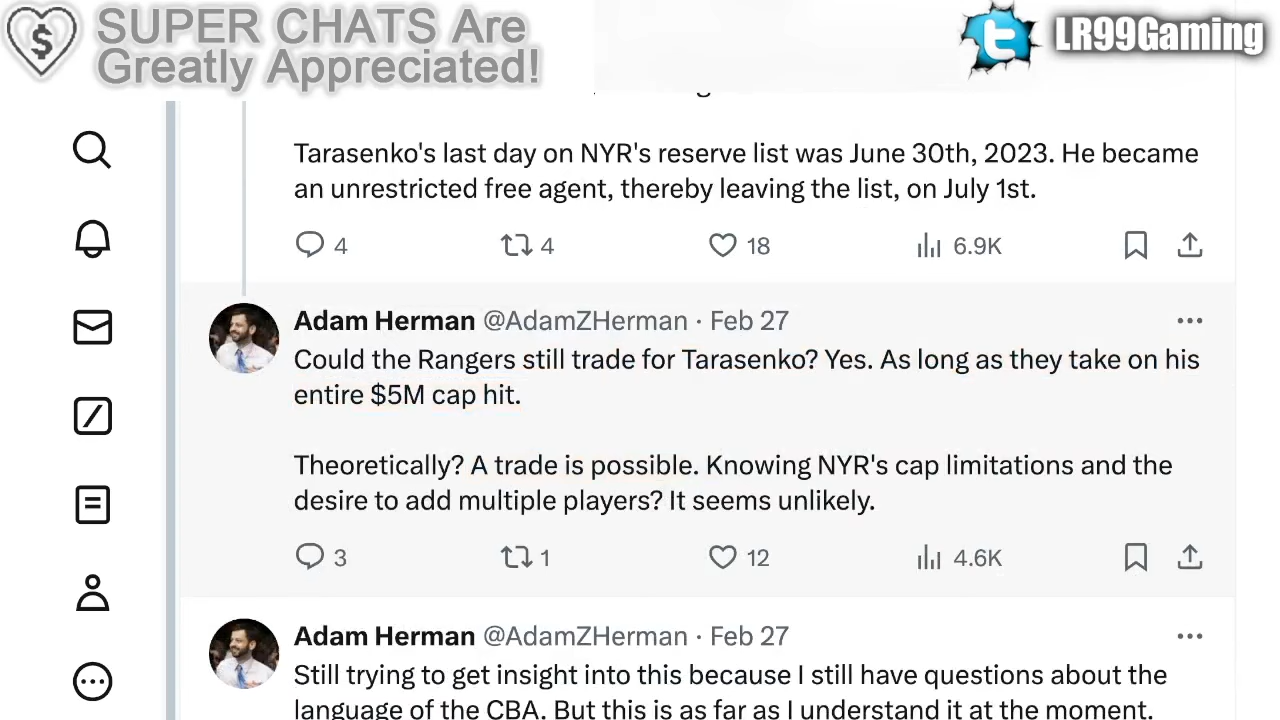 SUPER CHATS Are
Greatly Appreciated!
LR99Gaming
Tarasenko's last day on NYR's reserve list was June 30th, 2023. He became
an unrestricted free agent, thereby leaving the list, on July 1st.
4 4 18 6.9K
Adam Herman @AdamZHerman · Feb 27
Could the Rangers still trade for Tarasenko? Yes. As long as they take on his
entire $5M cap hit.
Theoretically? A trade is possible. Knowing NYR's cap limitations and the
desire to add multiple players? It seems unlikely.
3 1 12 4.6K
Adam Herman @AdamZHerman · Feb 27
Still trying to get insight into this because I still have questions about the
language of the CBA. But this is as far as I understand it at the moment.